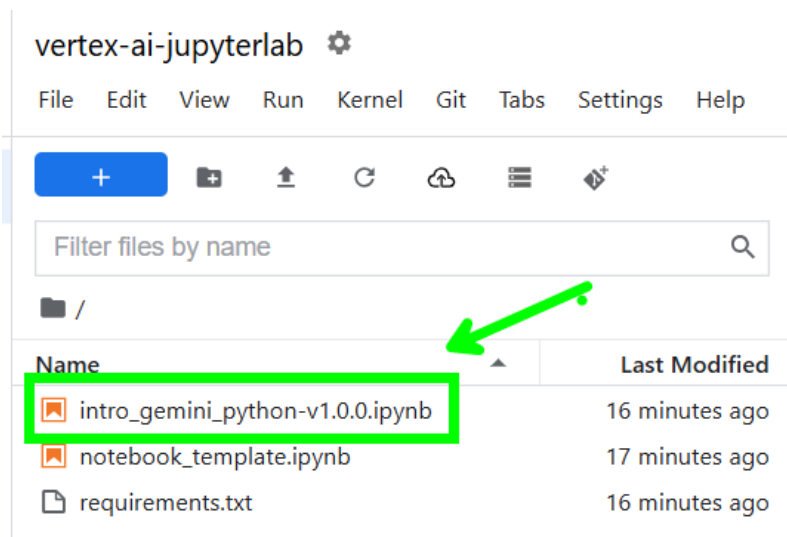 vertex-ai-jupyterlab
File Edit View Run Kernel Git Tabs Settings Help
Filter files by name
/
Name Last Modified
intro_gemini_python-v1.0.0.ipynb 16 minutes ago
notebook_template.ipynb 17 minutes ago
requirements.txt 16 minutes ago